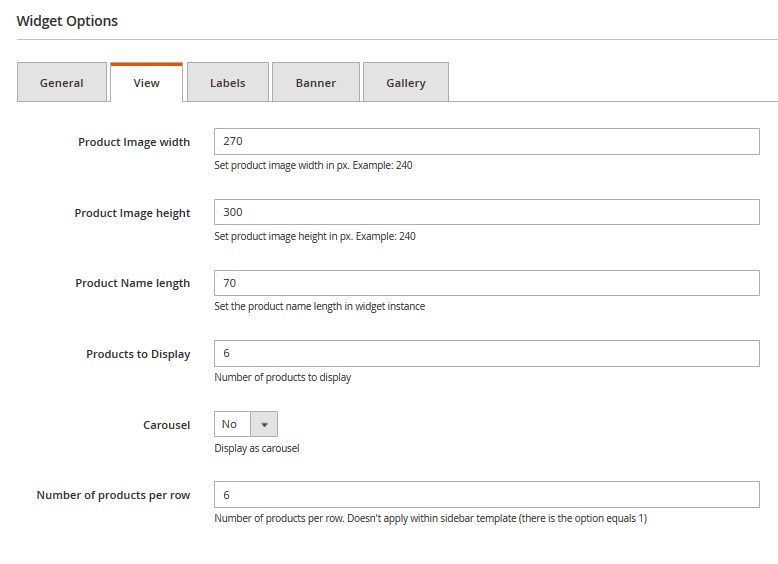 Widget Options
General View Labels Banner Gallery
Product Image width 270
Set product image width in px. Example: 240
Product Image height 300
Set product image height in px. Example: 240
Product Name length 70
Set the product name length in widget instance
Products to Display 6
Number of products to display
Carousel No
Display as carousel
Number of products per row 6
Number of products per row. Doesn't apply within sidebar template (there is the option equals 1)